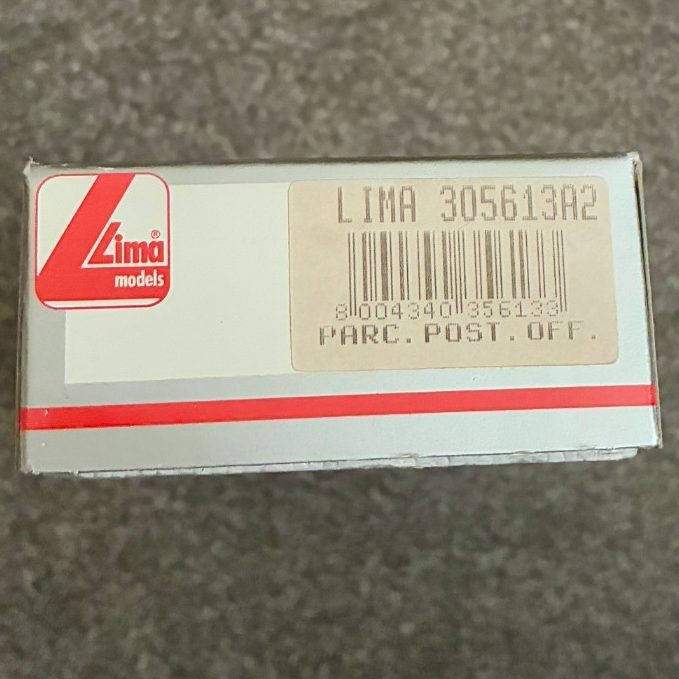 Lima®
models
LIMA 305613A2
8 004340 356133
PARC. POST. OFF.